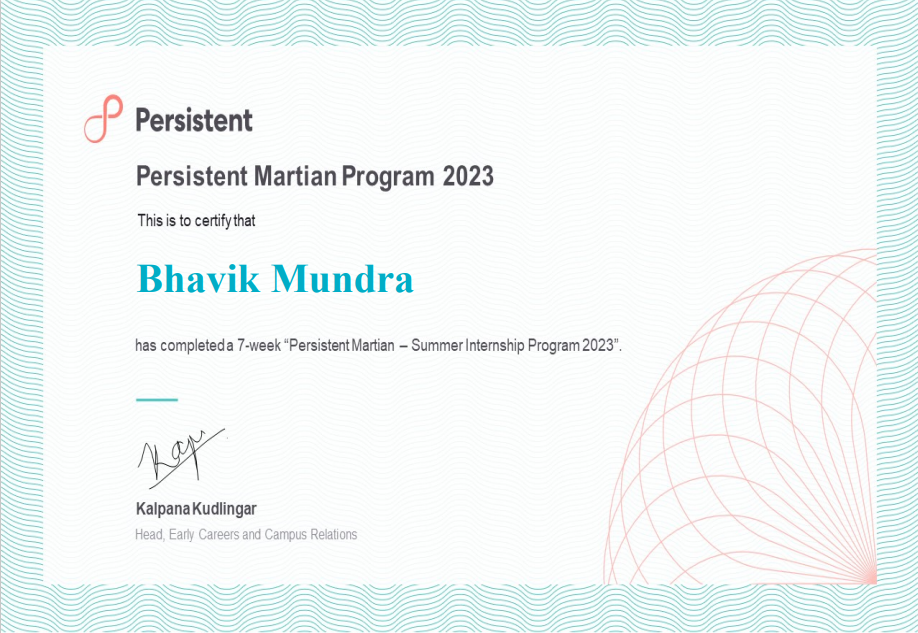 Persistent
Persistent Martian Program 2023
This is to certify that
Bhavik Mundra
has completed a 7-week “Persistent Martian – Summer Internship Program 2023”.
Kalpana Kudlingar
Head, Early Careers and Campus Relations